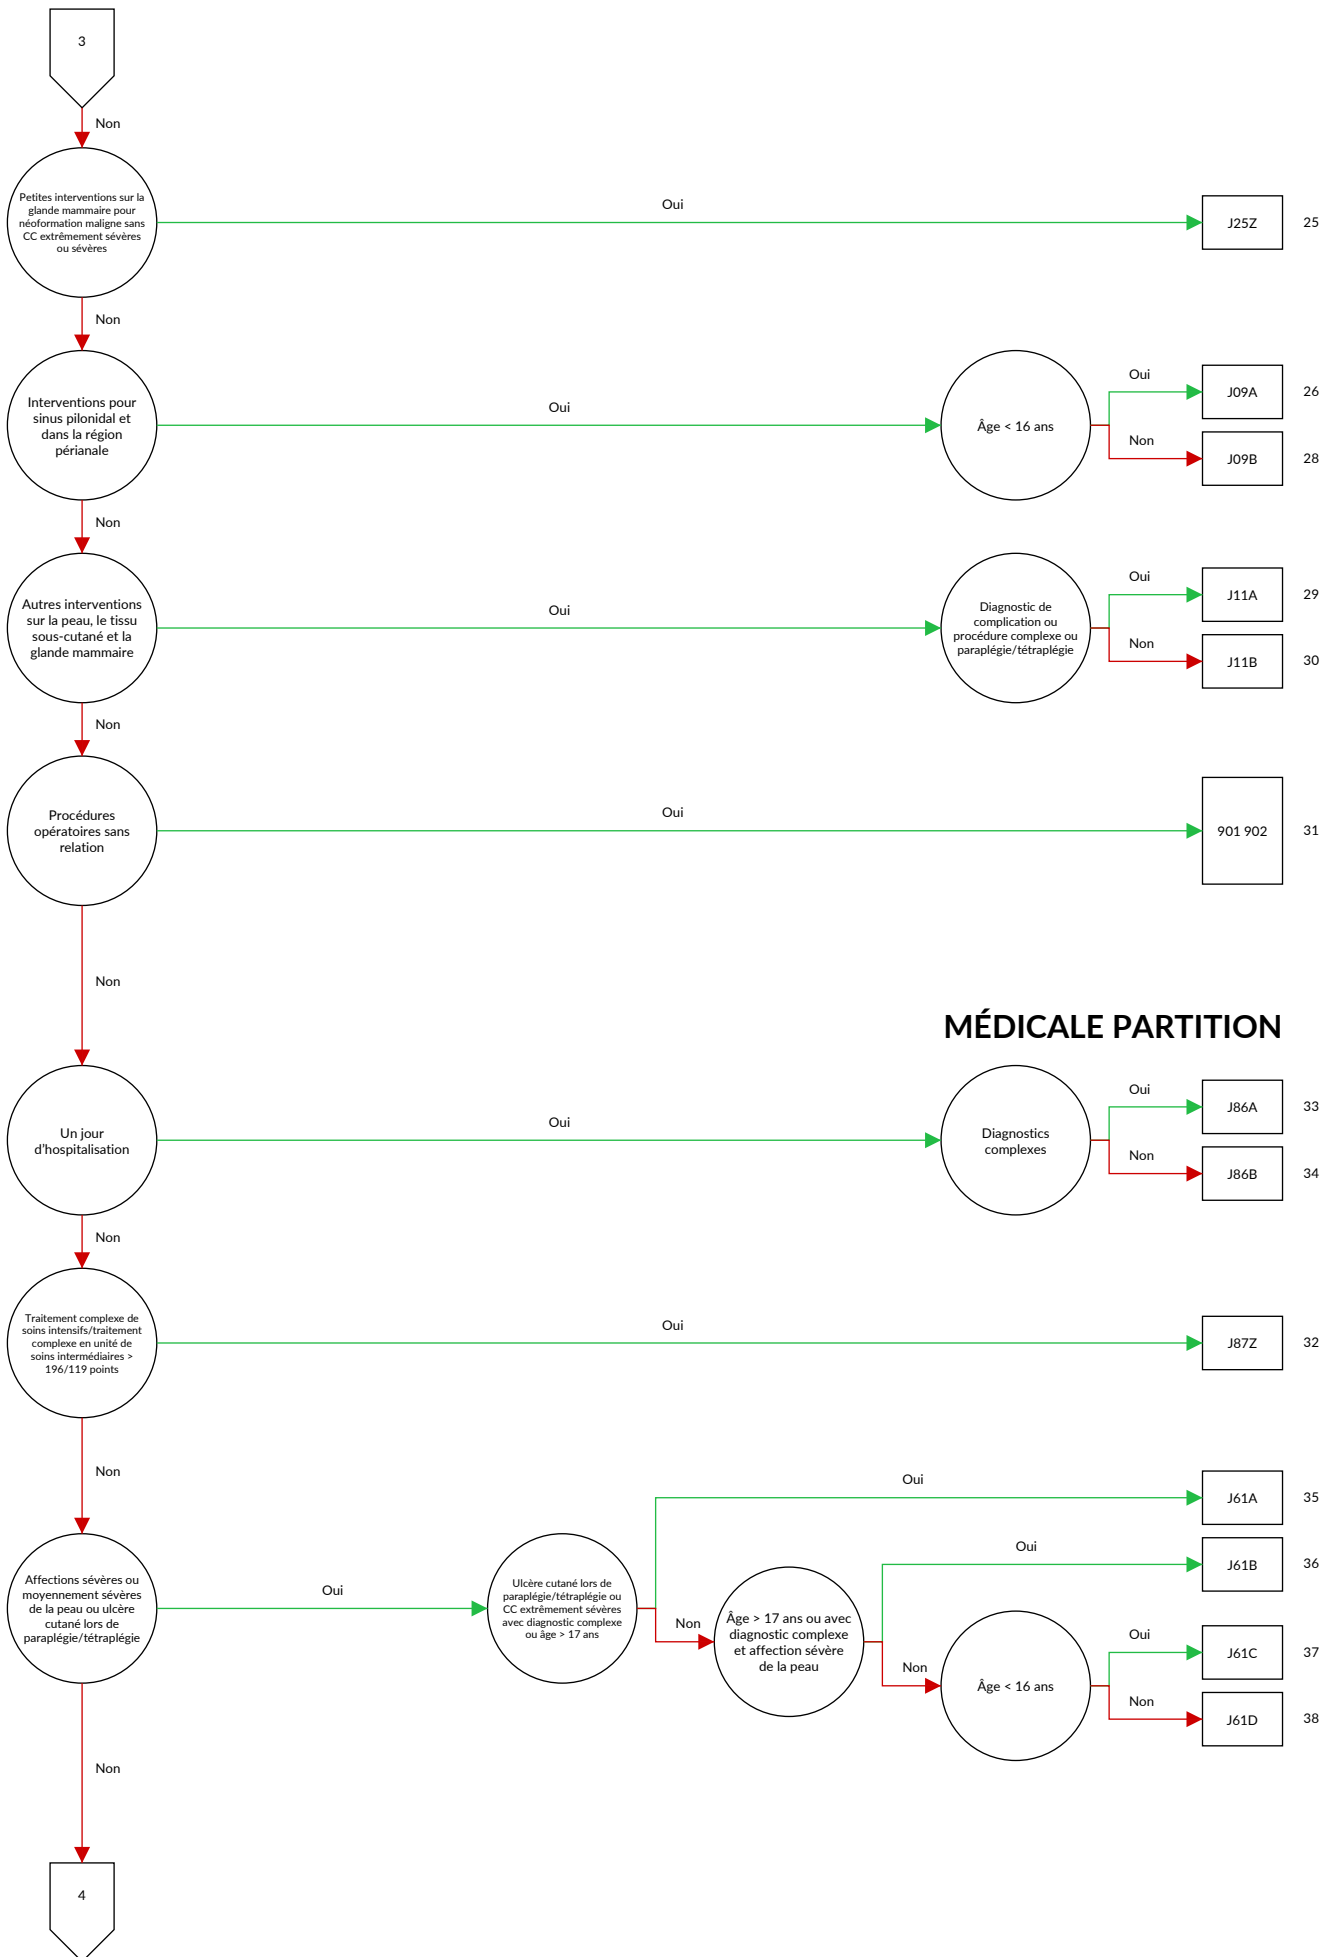 3
Non
Petites interventions sur la
glande mammaire pour
néoformation maligne sans
CC extrêmement sévères
ou sévères
Oui
J25Z
25
Non
Interventions pour
sinus pilonidal et
dans la région
périanale
Oui
Âge < 16 ans
Oui
J09A
26
Non
J09B
28
Non
Autres interventions
sur la peau, le tissu
sous-cutané et la
glande mammaire
Oui
Diagnostic de
complication ou
procédure complexe ou
paraplégie/tétraplégie
Oui
J11A
29
Non
J11B
30
Non
Procédures
opératoires sans
relation
Oui
901 902
31
Non
MÉDICALE PARTITION
Un jour
d'hospitalisation
Oui
Diagnostics
complexes
Oui
J86A
33
Non
J86B
34
Non
Traitement complexe de
soins intensifs/traitement
complexe en unité de
soins intermédiaires >
196/119 points
Oui
J87Z
32
Non
Affections sévères ou
moyennement sévères
de la peau ou ulcère
cutané lors de
paraplégie/tétraplégie
Oui
Ulcère cutané lors de
paraplégie/tétraplégie ou
CC extrêmement sévères
avec diagnostic complexe
ou âge > 17 ans
Oui
J61A
35
Non
Âge > 17 ans ou avec
diagnostic complexe
et affection sévère
de la peau
Oui
J61B
36
Non
Âge < 16 ans
Oui
J61C
37
Non
J61D
38
Non
4